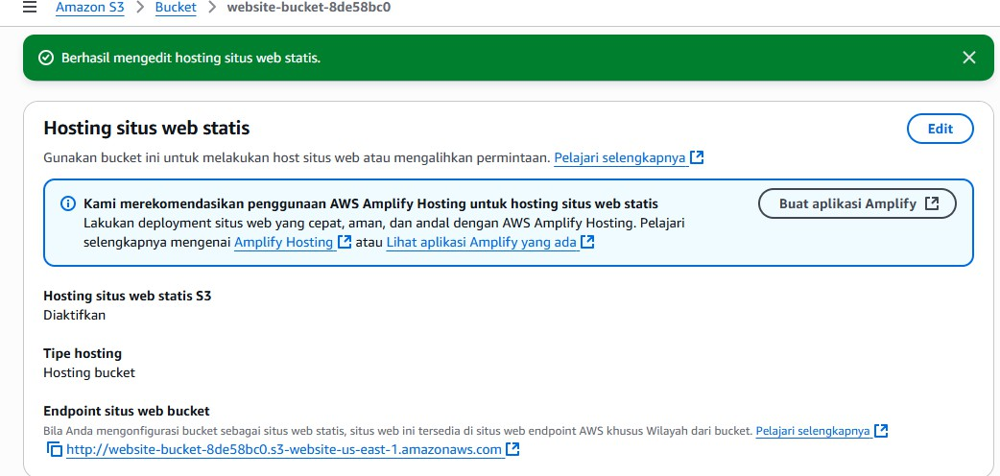 Amazon S3 > Bucket > website-bucket-8de58bc0
Berhasil mengedit hosting situs web statis.
Hosting situs web statis
Edit
Gunakan bucket ini untuk melakukan host situs web atau mengalihkan permintaan. Pelajari selengkapnya
Kami merekomendasikan penggunaan AWS Amplify Hosting untuk hosting situs web statis
Buat aplikasi Amplify
Lakukan deployment situs web yang cepat, aman, dan andal dengan AWS Amplify Hosting. Pelajari
selengkapnya mengenai Amplify Hosting atau Lihat aplikasi Amplify yang ada
Hosting situs web statis S3
Diaktifkan
Tipe hosting
Hosting bucket
Endpoint situs web bucket
Bila Anda mengonfigurasi bucket sebagai situs web statis, situs web ini tersedia di situs web endpoint AWS khusus Wilayah dari bucket. Pelajari selengkapnya
http://website-bucket-8de58bc0.s3-website-us-east-1.amazonaws.com